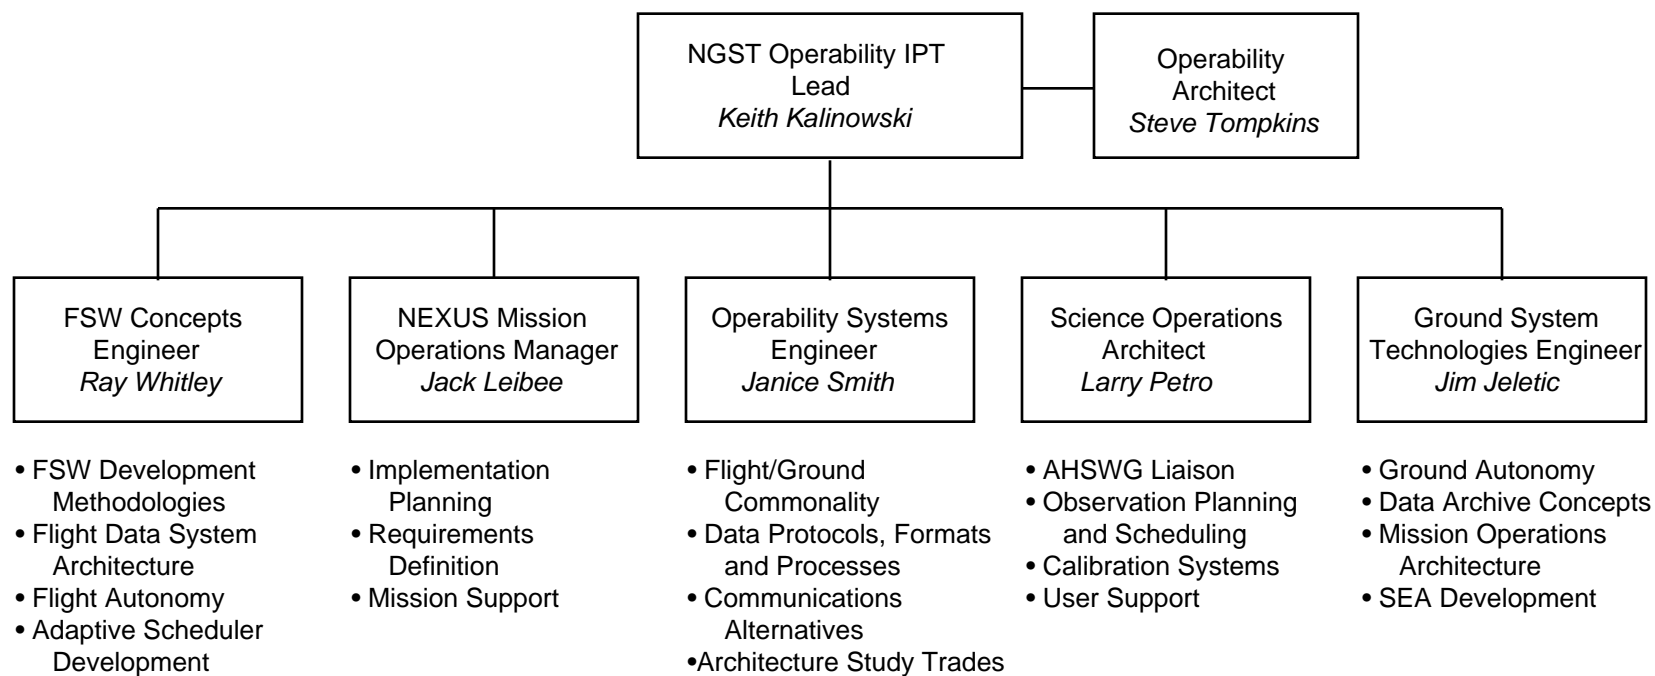 NGST Operability IPT
Lead
Keith Kalinowski
Operability
Architect
Steve Tompkins
FSW Concepts
Engineer
Ray Whitley
NEXUS Mission
Operations Manager
Jack Leibee
Operability Systems
Engineer
Janice Smith
Science Operations
Architect
Larry Petro
Ground System
Technologies Engineer
Jim Jeletic
• FSW Development
Methodologies
• Flight Data System
Architecture
• Flight Autonomy
• Adaptive Scheduler
Development
• Implementation
Planning
• Requirements
Definition
• Mission Support
• Flight/Ground
Commonality
• Data Protocols, Formats
and Processes
• Communications
Alternatives
•Architecture Study Trades
• AHSWG Liaison
• Observation Planning
and Scheduling
• Calibration Systems
• User Support
• Ground Autonomy
• Data Archive Concepts
• Mission Operations
Architecture
• SEA Development